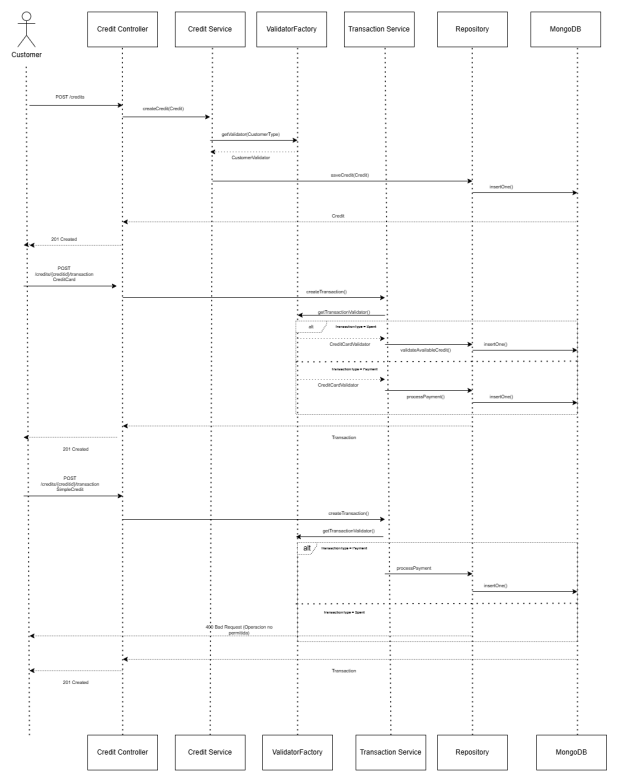 Credit Controller
Credit Service
ValidatorFactory
Transaction Service
Repository
MongoDB
Customer
POST /credits
createCredit(Credit)
getValidator(CustomerType)
CustomerValidator
saveCredit(Credit)
insertOne()
Credit
201 Created
POST
/credits/{creditId}/transaction
CreditCard
createTransaction()
getTransactionValidator()
alt
transactiontype = Spent
CreditCardValidator
validateAvailableCredit()
insertOne()
transactiontype = Payment
CreditCardValidator
processPayment()
insertOne()
Transaction
201 Created
POST
/credits/{creditId}/transaction
SimpleCredit
createTransaction()
getTransactionValidator()
alt
transactiontype = Payment
processPayment
insertOne()
transactiontype = Spent
400 Bad Request (Operacion no
permitida)
Transaction
201 Created
Credit Controller
Credit Service
ValidatorFactory
Transaction Service
Repository
MongoDB